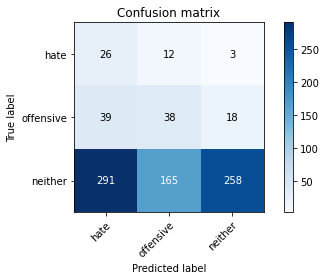 Confusion matrix
hate 26 12 3
offensive 39 38 18
neither 291 165 258
hate offensive neither
True label
Predicted label
250
200
150
100
50